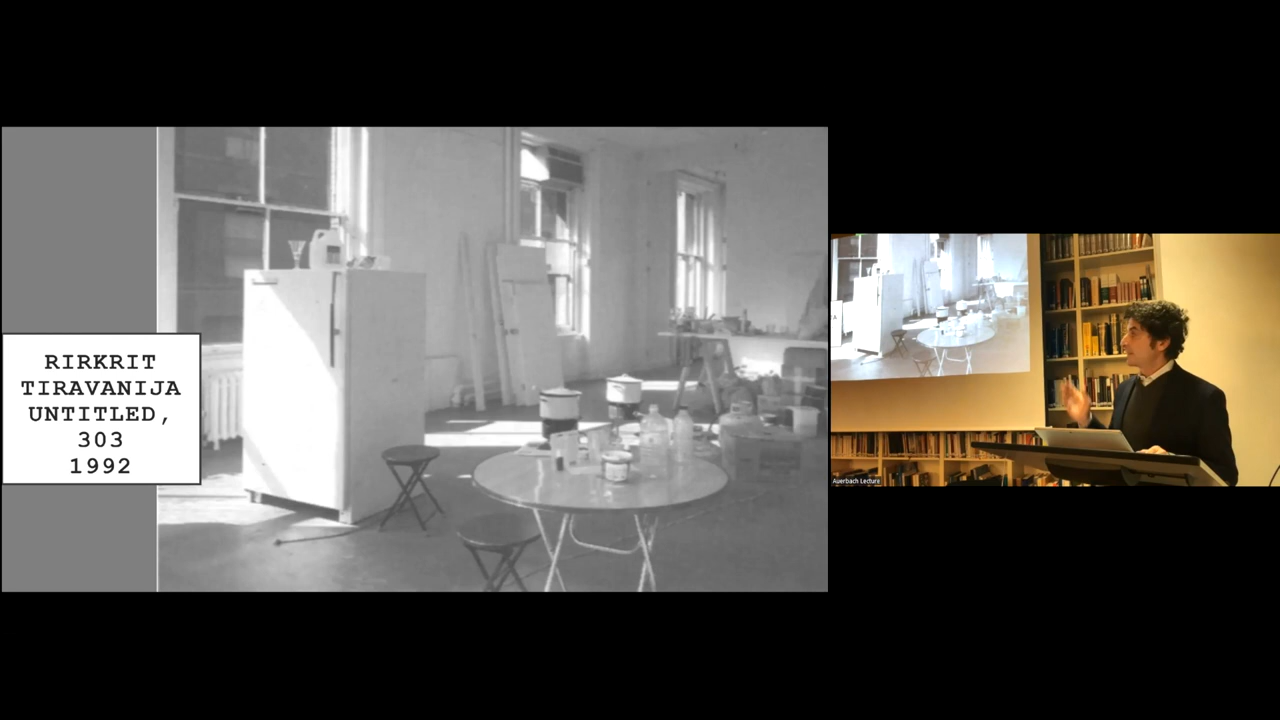 RIRKRIT
TIRAVANIJA
UNTITLED,
303
1992
Auerbach Lecture